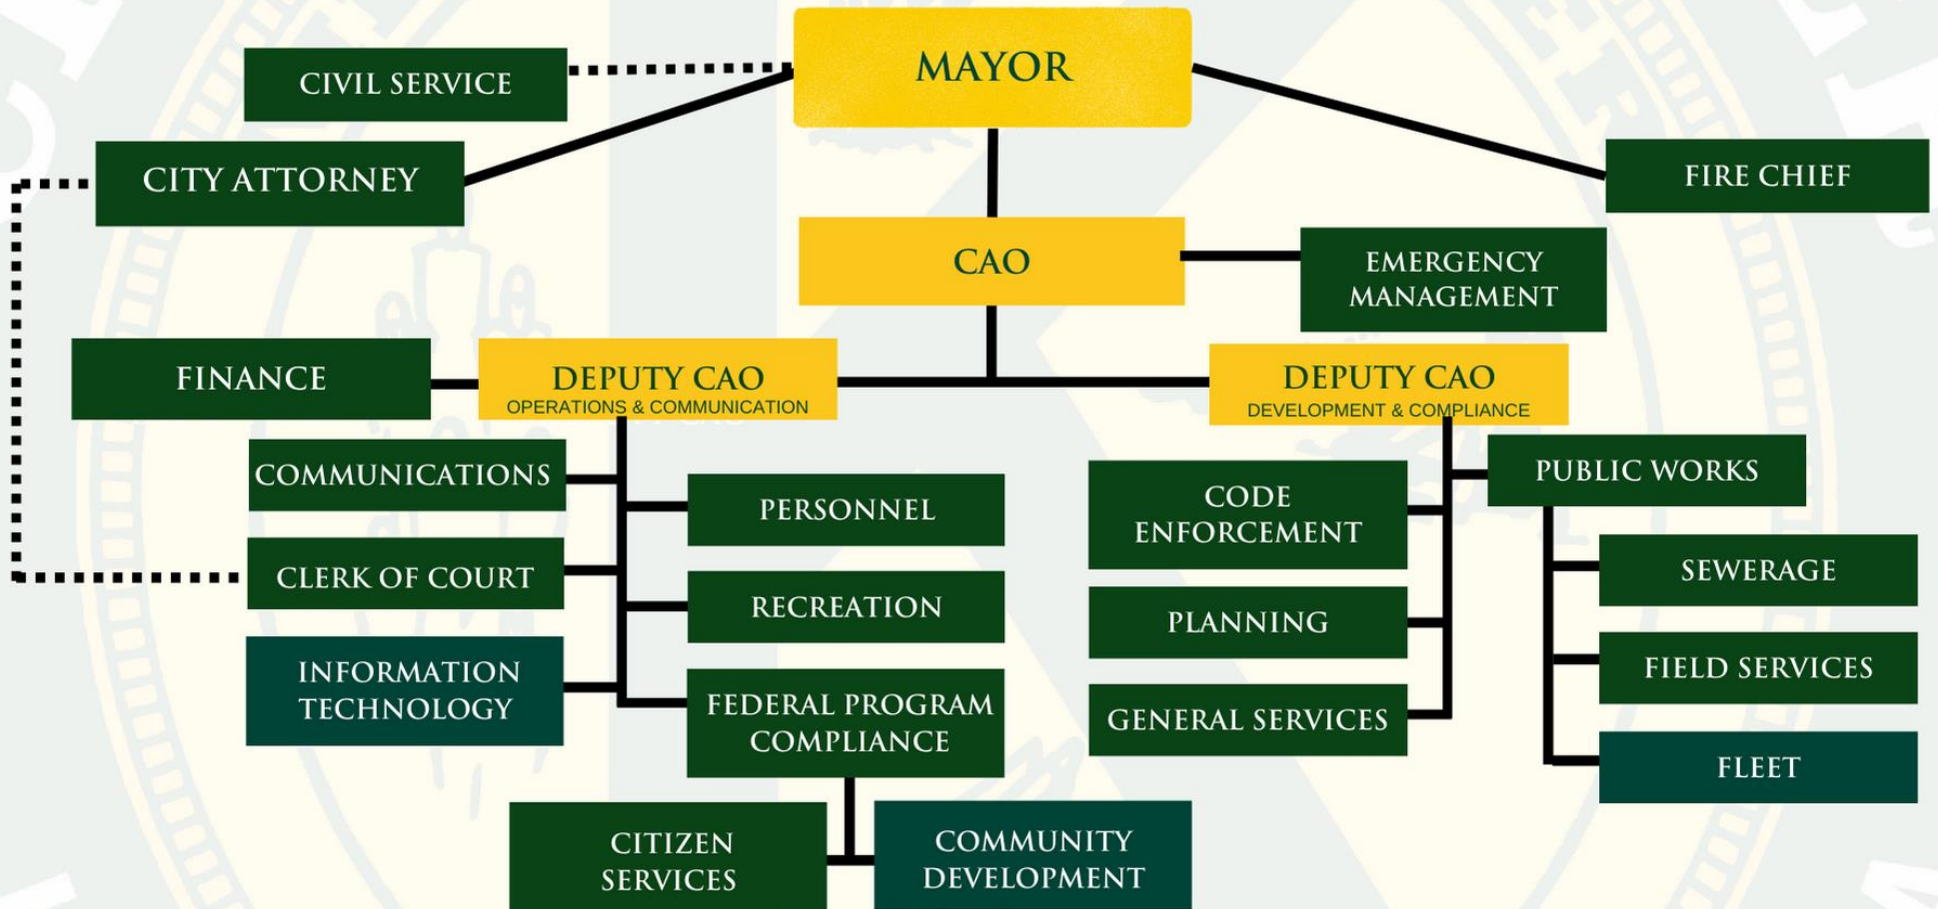 MAYOR
CIVIL SERVICE
CITY ATTORNEY
FIRE CHIEF
CAO
EMERGENCY
MANAGEMENT
FINANCE
DEPUTY CAO
OPERATIONS & COMMUNICATION
DEPUTY CAO
DEVELOPMENT & COMPLIANCE
COMMUNICATIONS
PERSONNEL
CLERK OF COURT
RECREATION
INFORMATION
TECHNOLOGY
FEDERAL PROGRAM
COMPLIANCE
CITIZEN
SERVICES
COMMUNITY
DEVELOPMENT
CODE
ENFORCEMENT
PLANNING
GENERAL SERVICES
PUBLIC WORKS
SEWERAGE
FIELD SERVICES
FLEET